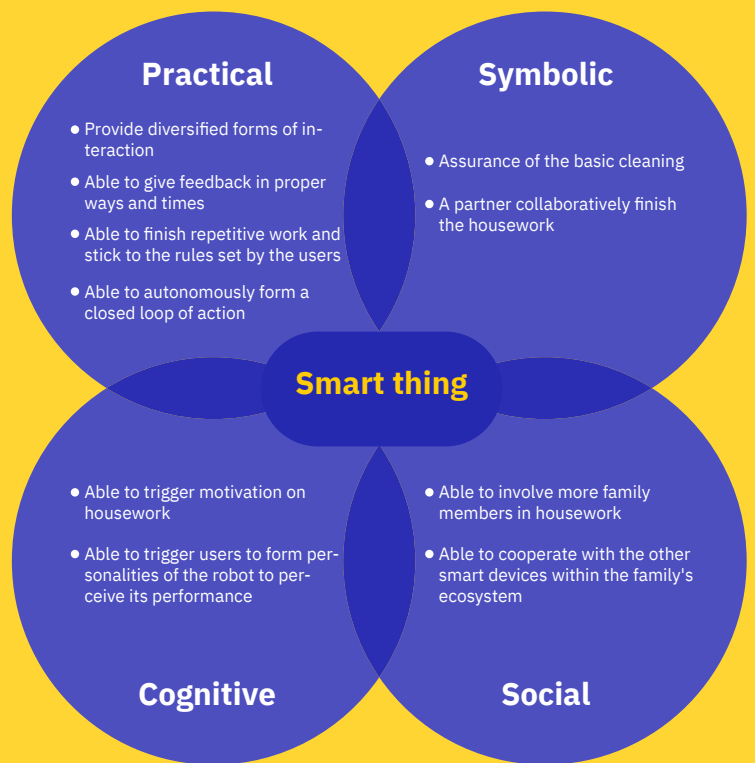 Practical
● Provide diversified forms of in-
teraction
● Able to give feedback in proper
ways and times
● Able to finish repetitive work and
stick to the rules set by the users
● Able to autonomously form a
closed loop of action
Symbolic
● Assurance of the basic cleaning
● A partner collaboratively finish
the housework
Smart thing
● Able to trigger motivation on
housework
● Able to trigger users to form per-
sonalities of the robot to per-
ceive its performance
Cognitive
● Able to involve more family
members in housework
● Able to cooperate with the other
smart devices within the family's
ecosystem
Social